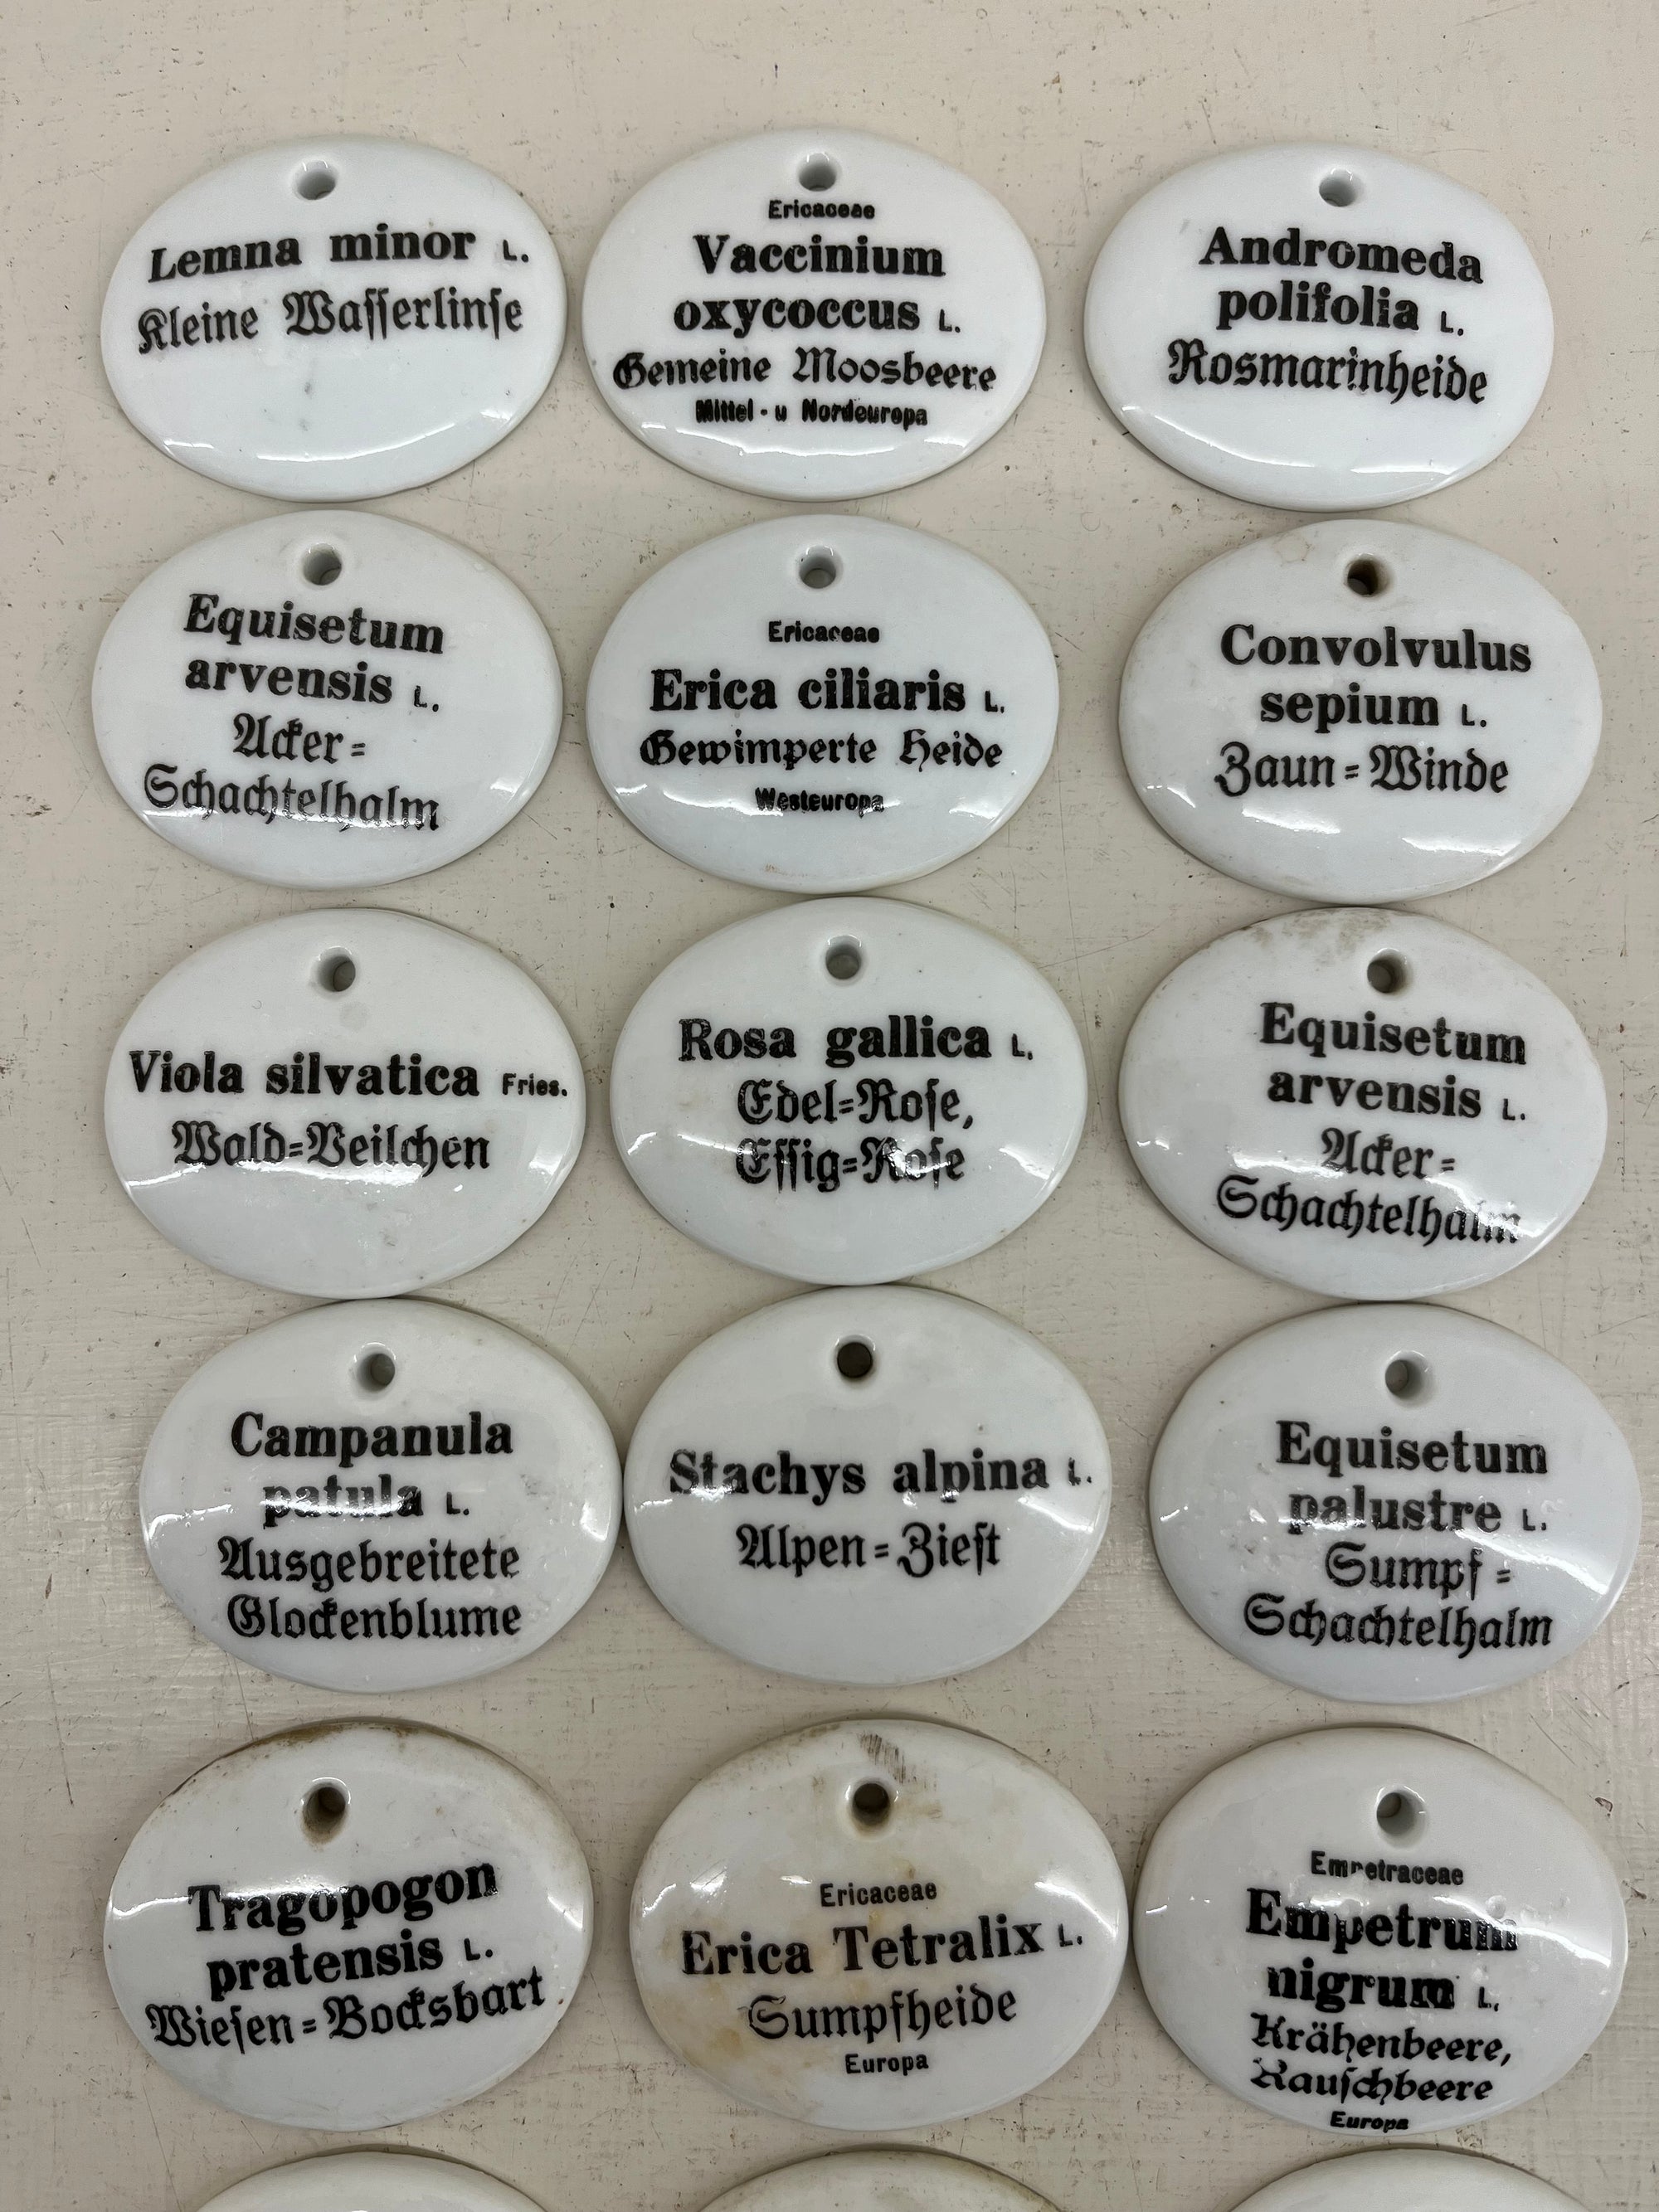 Lemna minor L.
Kleine Wasserlinse
Ericaceae
Vaccinium
oxycoccus L.
Gemeine Moosbeere
Mittel - u Nordeuropa
Andromeda
polifolia L.
Rosmarinheide
Equisetum
arvensis L.
Acker=
Schachtelhalm
Ericaceae
Erica ciliaris L.
Gewimperte Heide
Westeuropa
Convolvulus
sepium L.
Zaun=Winde
Viola silvatica Fries.
Wald=Veilchen
Rosa gallica L.
Edel=Rose,
Essig=Rose
Equisetum
arvensis L.
Acker=
Schachtelhalm
Campanula
patula L.
Ausgebreitete
Glockenblume
Stachys alpina L.
Alpen=Ziest
Equisetum
palustre L.
Sumpf=
Schachtelhalm
Tragopogon
pratensis L.
Wiesen=Bocksbart
Ericaceae
Erica Tetralix L.
Sumpfheide
Europa
Empetraceae
Empetrum
nigrum L.
Krähenbeere,
Rauschbeere
Europa